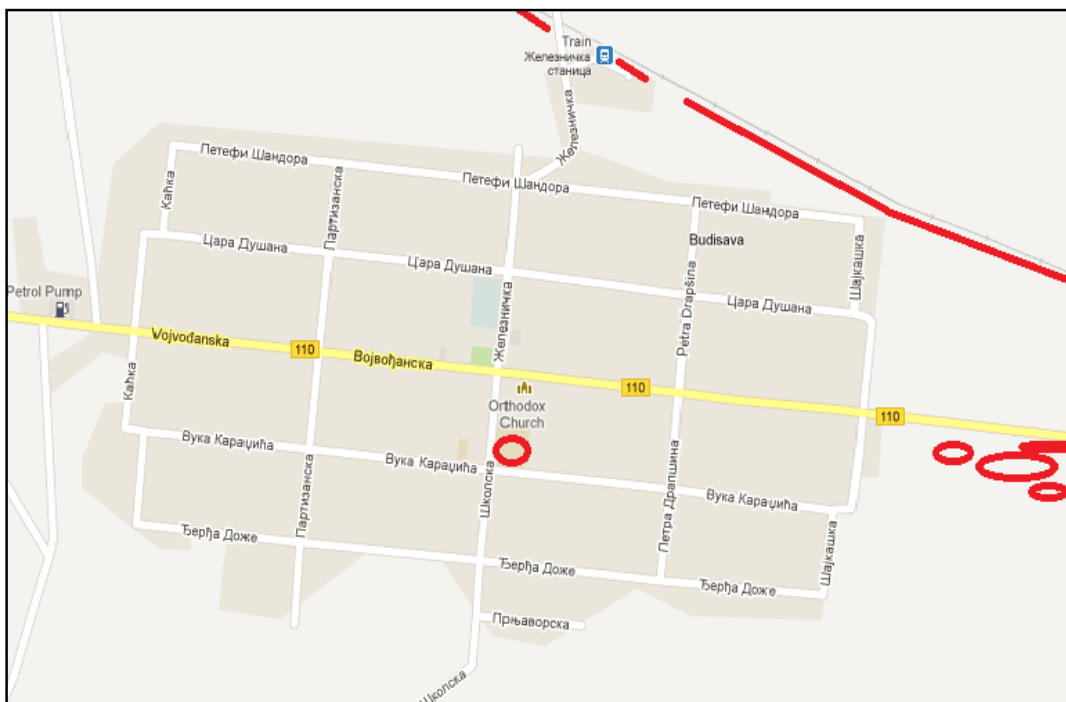 Train
Железничка
станица
Железничка
Петефи Шандора
Петефи Шандора
Петефи Шандора
Каћка
Партизанска
Цара Душана
Цара Душана
Budisava
Шајкашка
Цара Душана
Petrol Pump
Железничка
Petra Drapšina
Vojvođanska
110
Војвођанска
110
110
Каћка
Orthodox
Church
Вука Караџића
Вука Караџића
Вука Караџића
Школска
Партизанска
Петра Драпшина
Ђерђа Доже
Ђерђа Доже
Ђерђа Доже
Шајкашка
Прњаворска
Школска